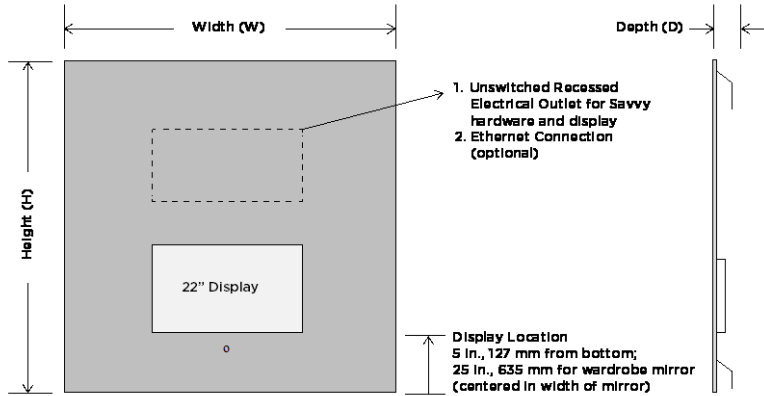 Width (W)
Depth (D)
1. Unswitched Recessed
Electrical Outlet for Savvy
hardware and display
2. Ethernet Connection
(optional)
Height (H)
22” Display
Display Location
5 in., 127 mm from bottom;
25 in., 635 mm for wardrobe mirror
(centered in width of mirror)